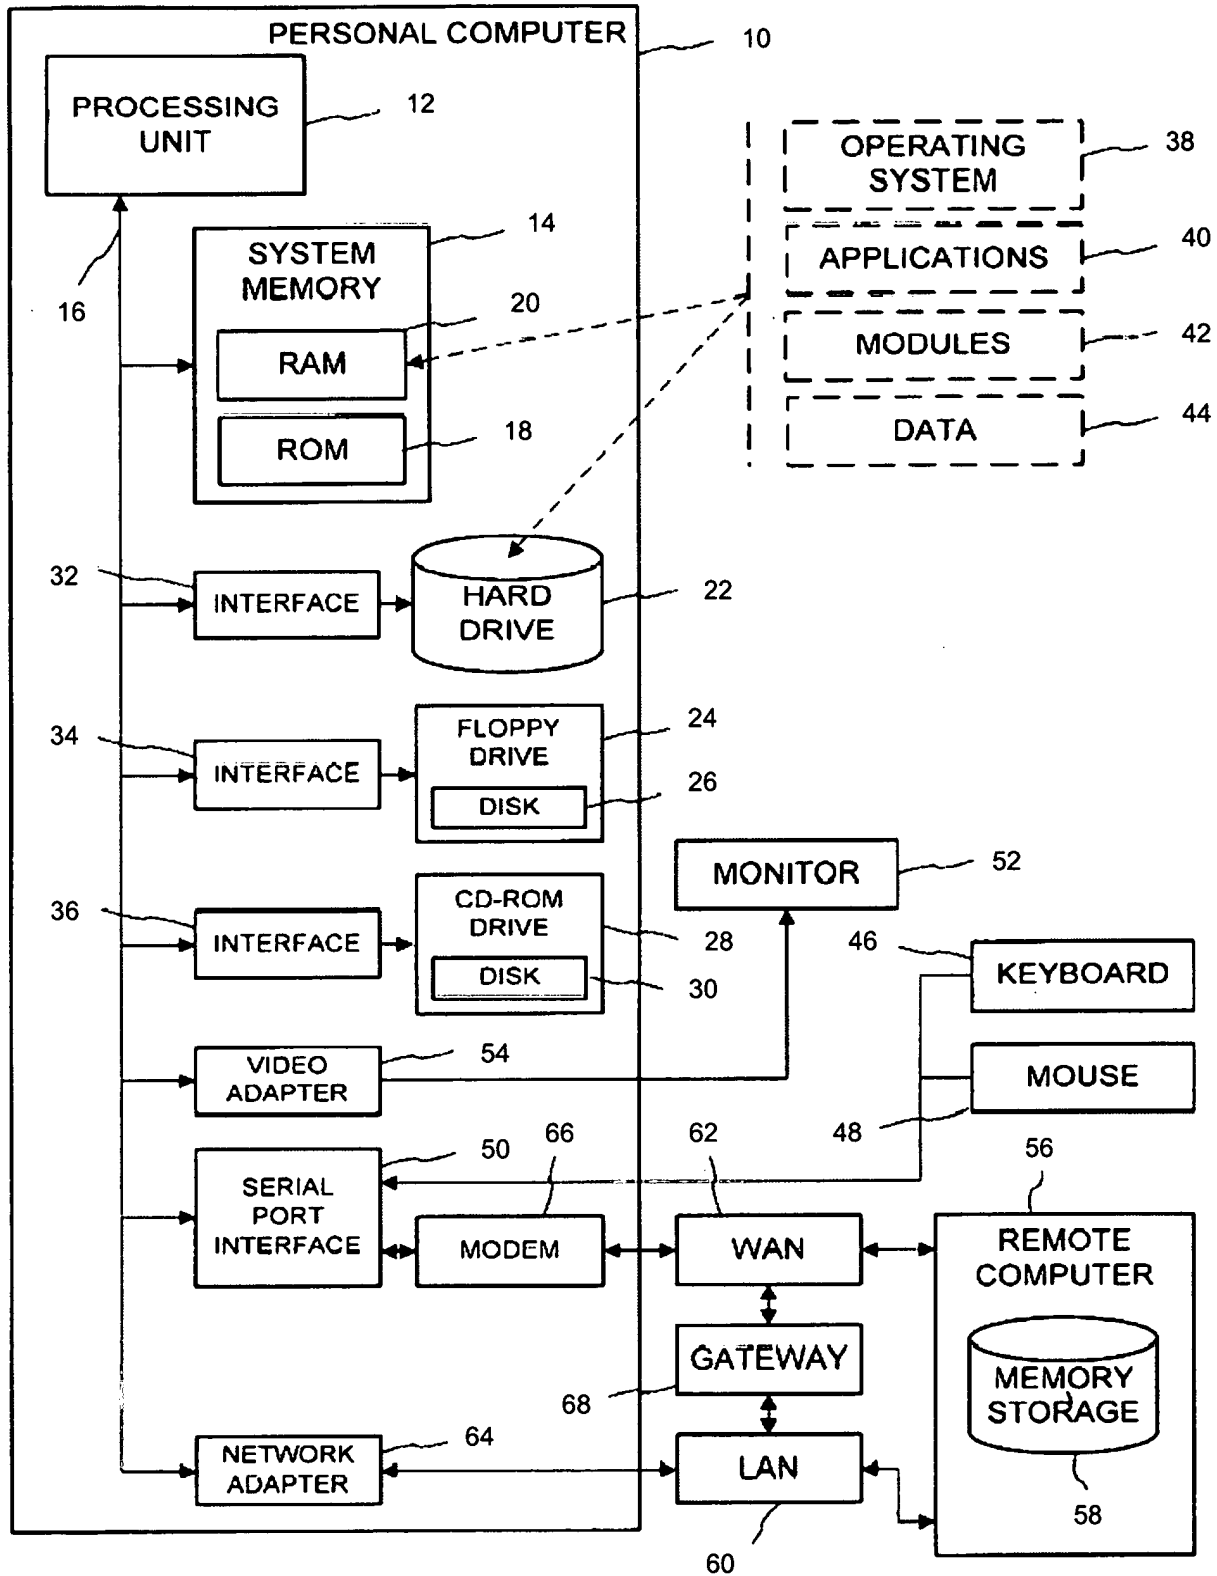 PERSONAL COMPUTER
10
PROCESSING
UNIT
12
16
SYSTEM
MEMORY
14
20
RAM
ROM
18
OPERATING
SYSTEM
38
APPLICATIONS
40
MODULES
42
DATA
44
32
INTERFACE
HARD
DRIVE
22
34
INTERFACE
FLOPPY
DRIVE
24
DISK
26
36
INTERFACE
CD-ROM
DRIVE
28
DISK
30
MONITOR
52
46
KEYBOARD
MOUSE
48
VIDEO
ADAPTER
54
50
SERIAL
PORT
INTERFACE
66
MODEM
62
WAN
56
REMOTE
COMPUTER
GATEWAY
68
MEMORY
STORAGE
58
NETWORK
ADAPTER
64
LAN
60